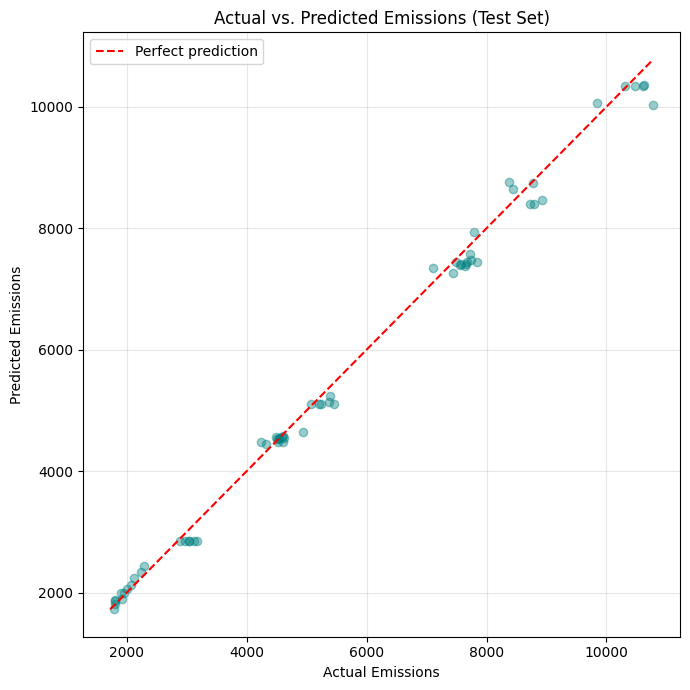 Actual vs. Predicted Emissions (Test Set)
Perfect prediction
10000
8000
6000
4000
2000
Predicted Emissions
2000 4000 6000 8000 10000
Actual Emissions